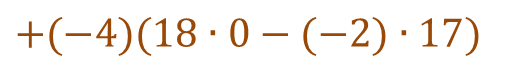 +(−4)(18 · 0 − (−2) · 17)